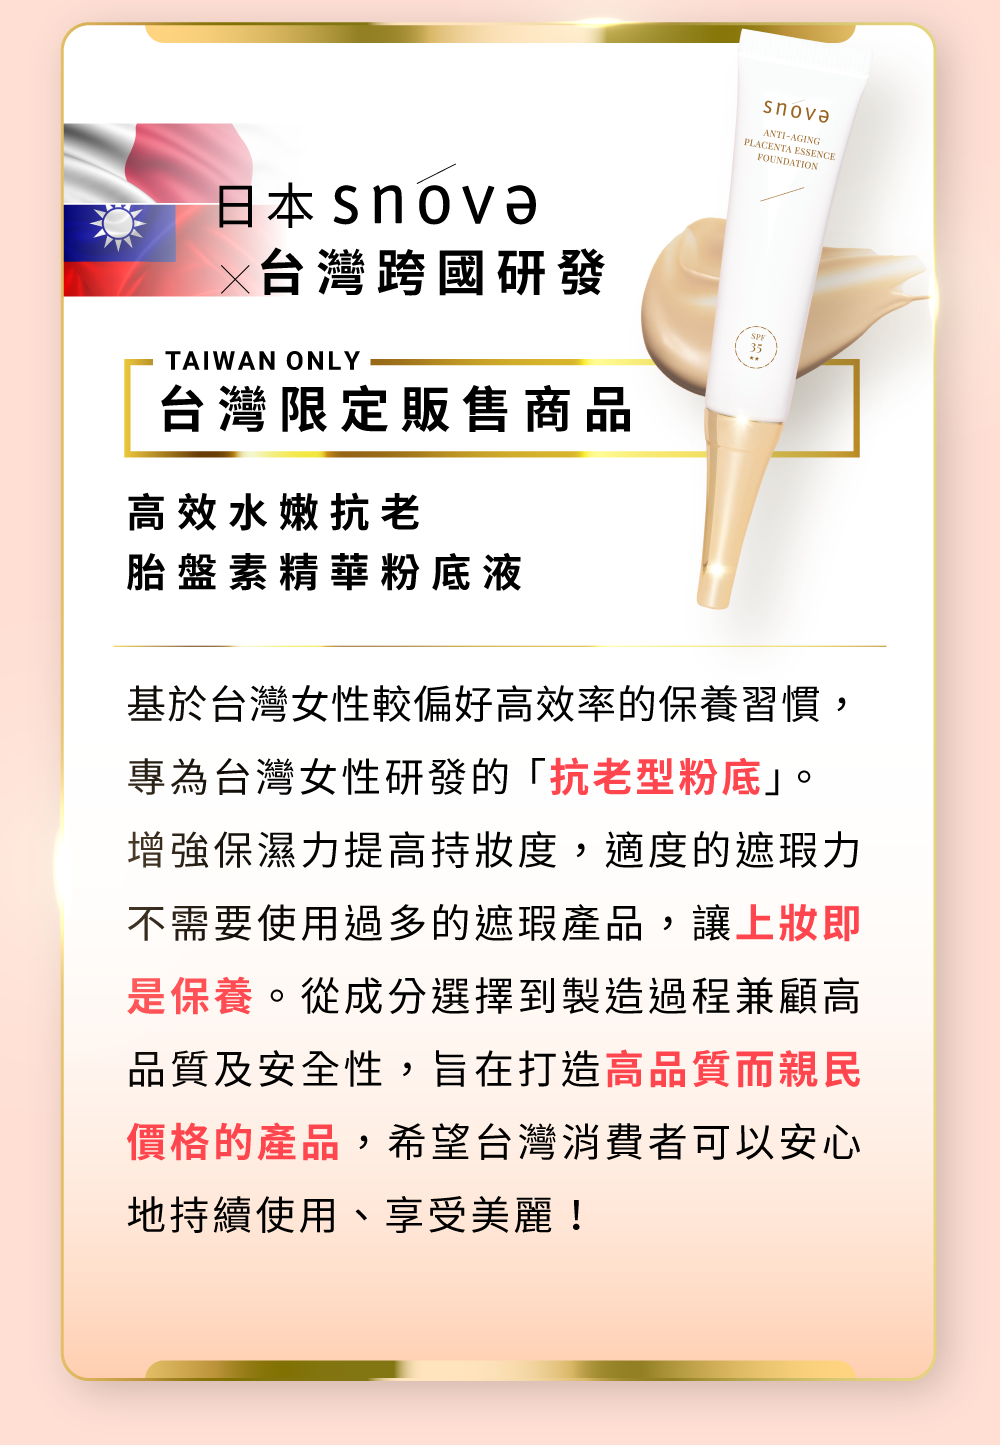 snovə
ANTI-AGING
PLACENTA ESSENCE
FOUNDATION
SPF
35
★★
日本 snovə
×台灣跨國研發
TAIWAN ONLY
台灣限定販售商品
高效水嫩抗老
胎盤素精華粉底液
基於台灣女性較偏好高效率的保養習慣，
專為台灣女性研發的「抗老型粉底」。
增強保濕力提高持妝度，適度的遮瑕力
不需要使用過多的遮瑕產品，讓上妝即
是保養。從成分選擇到製造過程兼顧高
品質及安全性，旨在打造高品質而親民
價格的產品，希望台灣消費者可以安心
地持續使用、享受美麗！